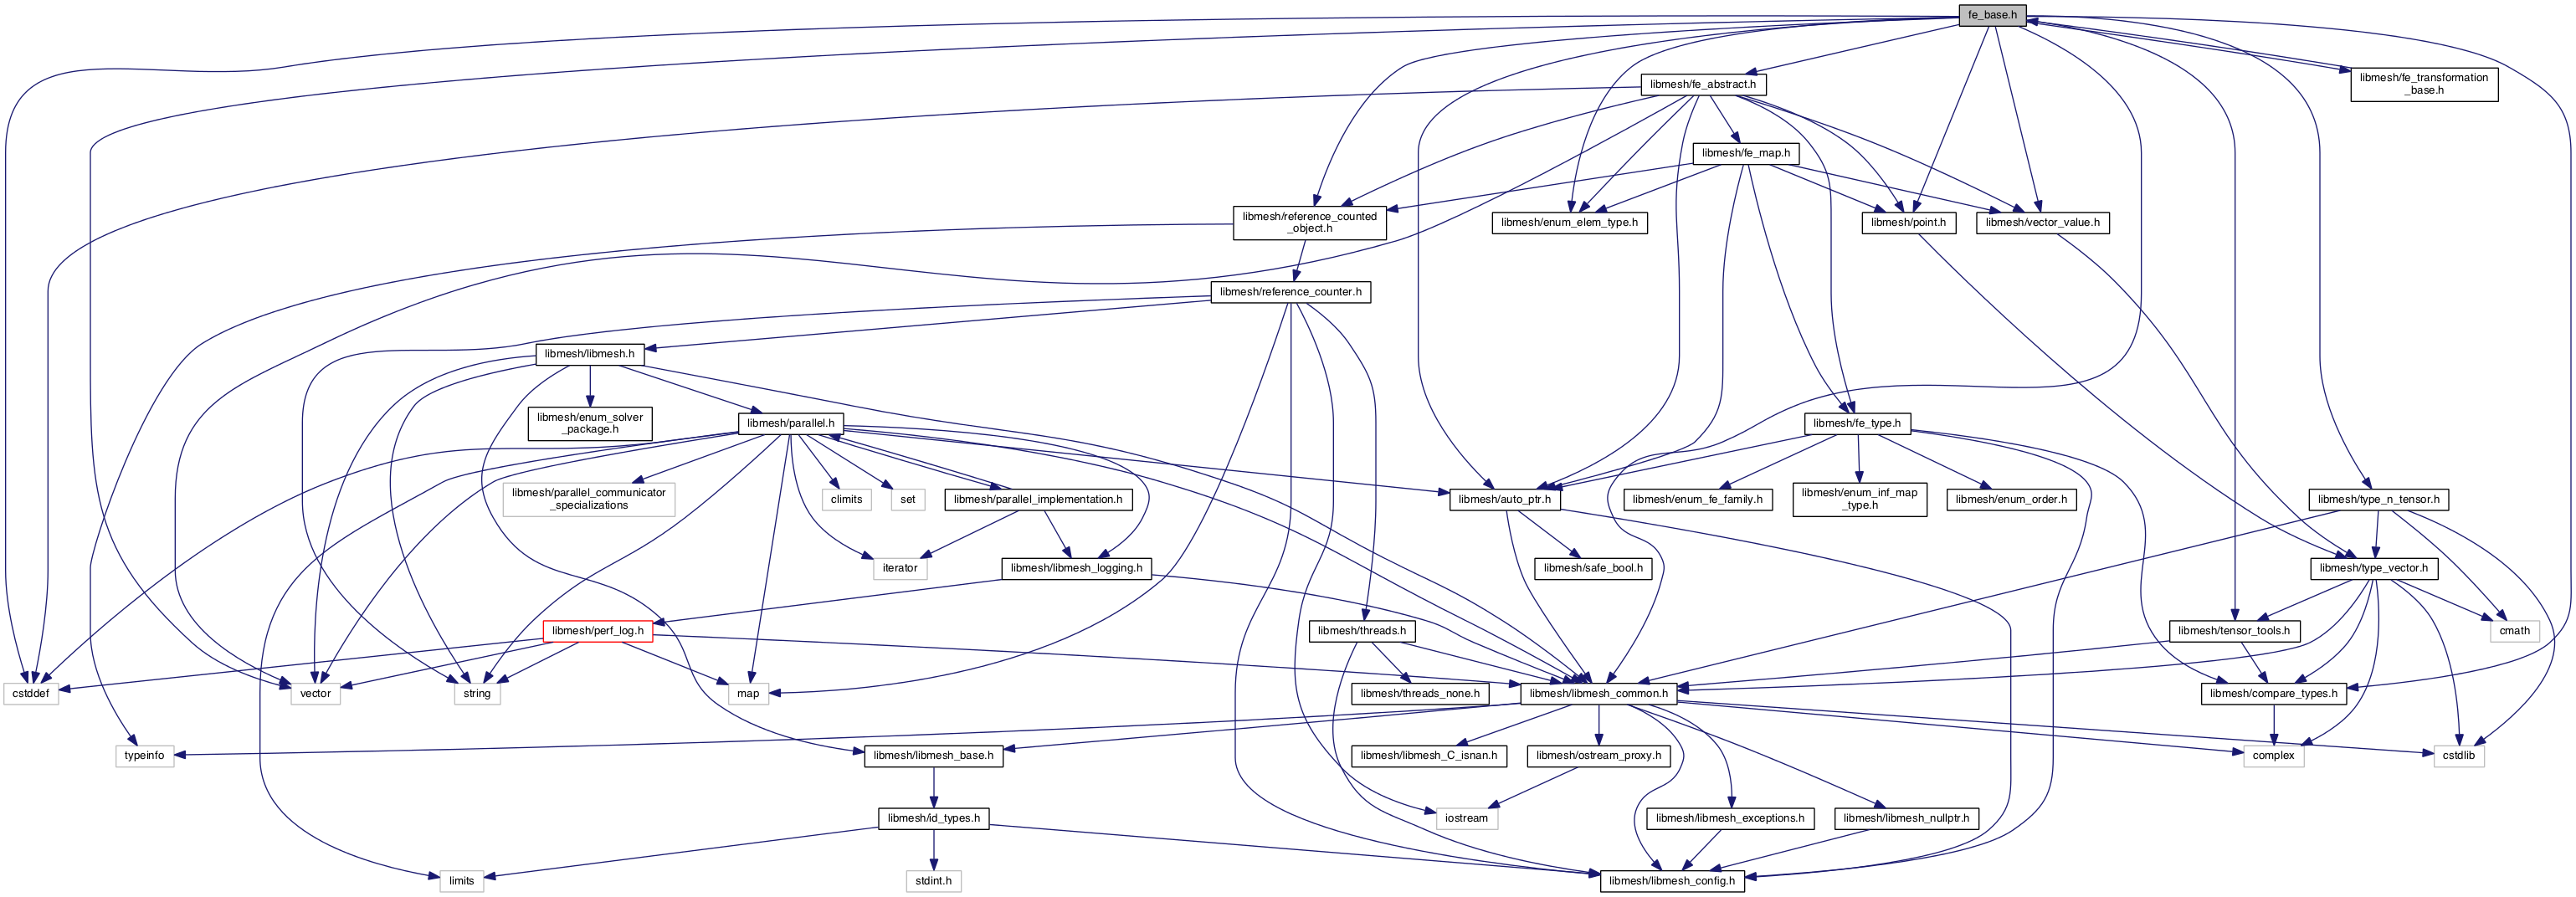 fe_base.h
libmesh/fe_abstract.h
libmesh/fe_transformation
_base.h
libmesh/fe_map.h
libmesh/reference_counted
_object.h
libmesh/enum_elem_type.h
libmesh/point.h
libmesh/vector_value.h
libmesh/reference_counter.h
libmesh/libmesh.h
libmesh/enum_solver
_package.h
libmesh/parallel.h
libmesh/fe_type.h
libmesh/parallel_communicator
_specializations
climits
set
libmesh/parallel_implementation.h
libmesh/auto_ptr.h
libmesh/enum_fe_family.h
libmesh/enum_inf_map
_type.h
libmesh/enum_order.h
libmesh/type_n_tensor.h
iterator
libmesh/libmesh_logging.h
libmesh/safe_bool.h
libmesh/type_vector.h
libmesh/perf_log.h
libmesh/threads.h
libmesh/tensor_tools.h
cmath
cstddef
vector
string
map
libmesh/threads_none.h
libmesh/libmesh_common.h
libmesh/compare_types.h
typeinfo
libmesh/libmesh_base.h
libmesh/libmesh_C_isnan.h
libmesh/ostream_proxy.h
complex
cstdlib
libmesh/id_types.h
iostream
libmesh/libmesh_exceptions.h
libmesh/libmesh_nullptr.h
limits
stdint.h
libmesh/libmesh_config.h